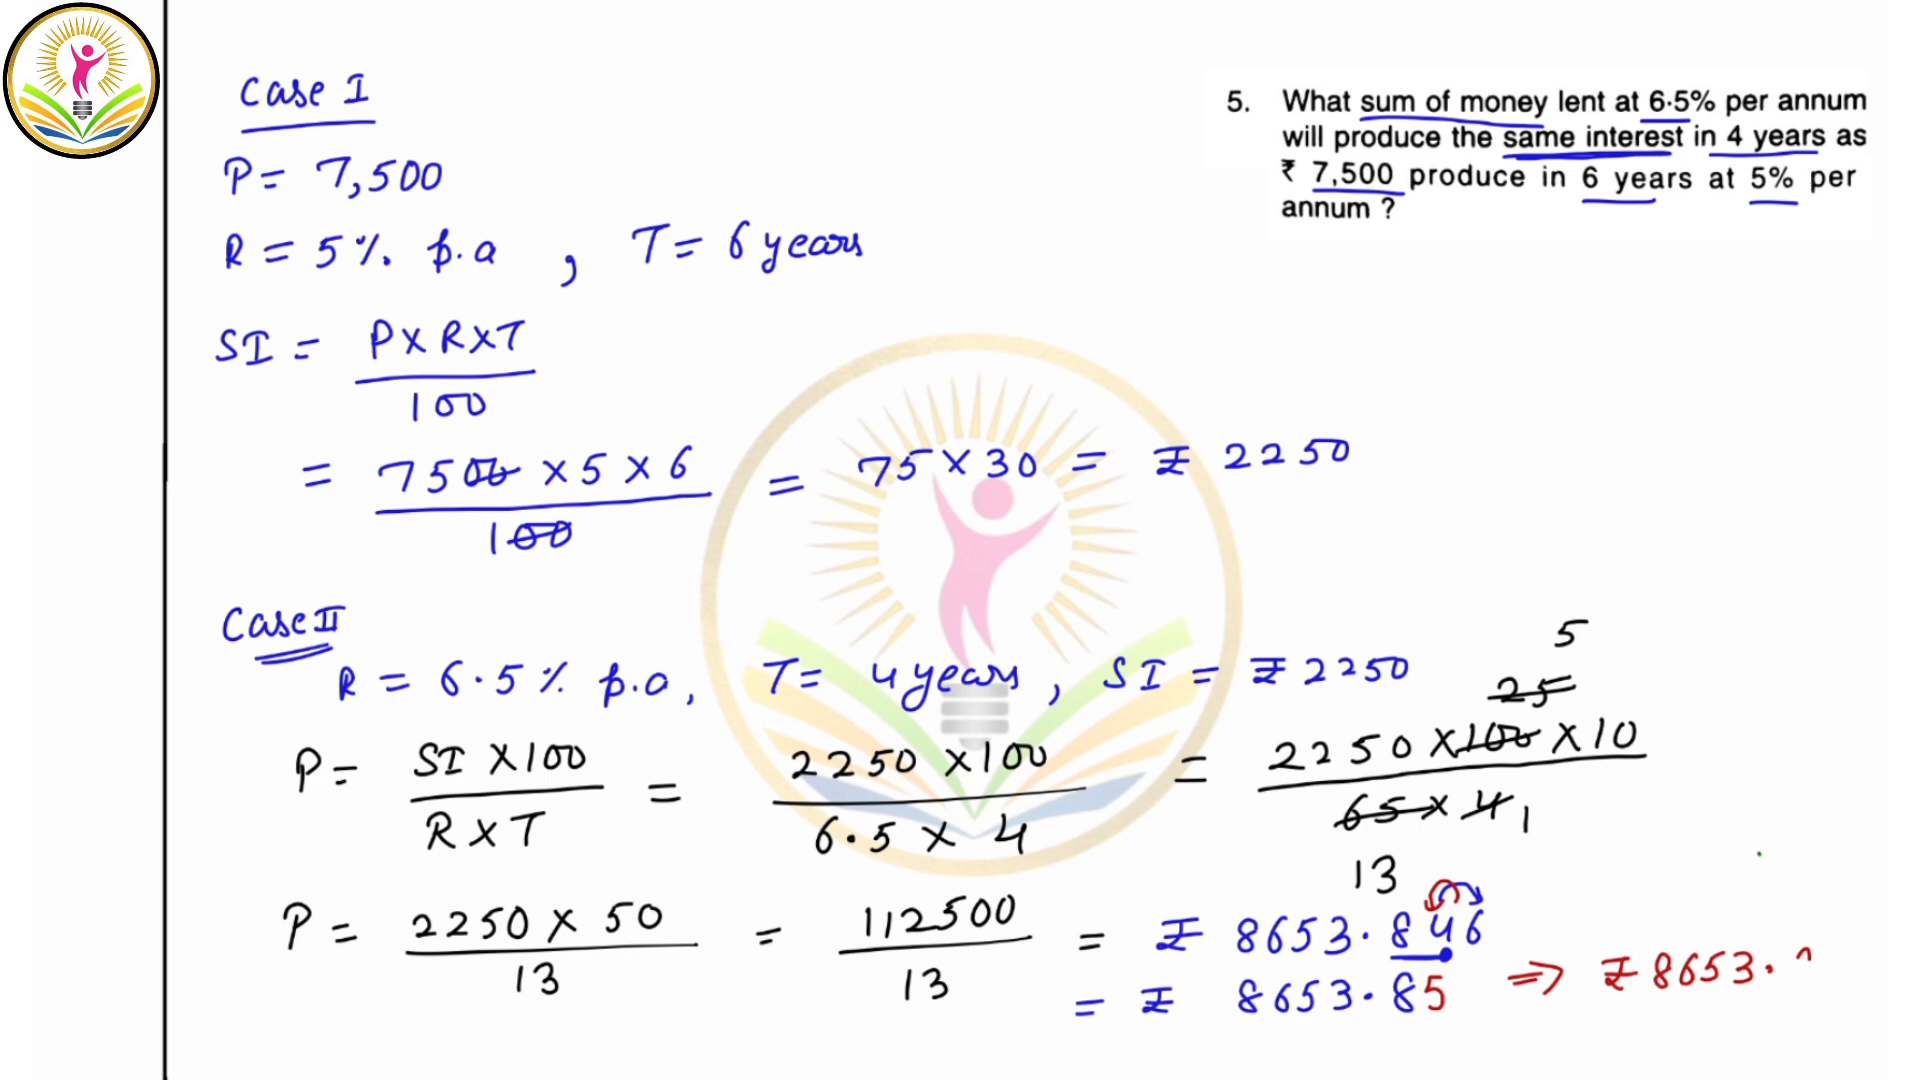 Case I
P = 7,500
R = 5 % p.a , T = 6 years
SI = P X R X T
100
= 7500 X 5 X 6 = 75 X 30 = ₹ 2250
100
Case II
R = 6.5 % p.a, T = 4 years, SI = ₹ 2250
5
25
P = SI X 100 = 2250 X 100 = 2250 X 100 X 10
R X T 6.5 X 4 65 X 4 1
13
P = 2250 X 50 = 112500 = ₹ 8653.846
13 13
= ₹ 8653.85 ⇒ ₹ 8653.
5. What sum of money lent at 6·5% per annum
will produce the same interest in 4 years as
₹ 7,500 produce in 6 years at 5% per
annum ?